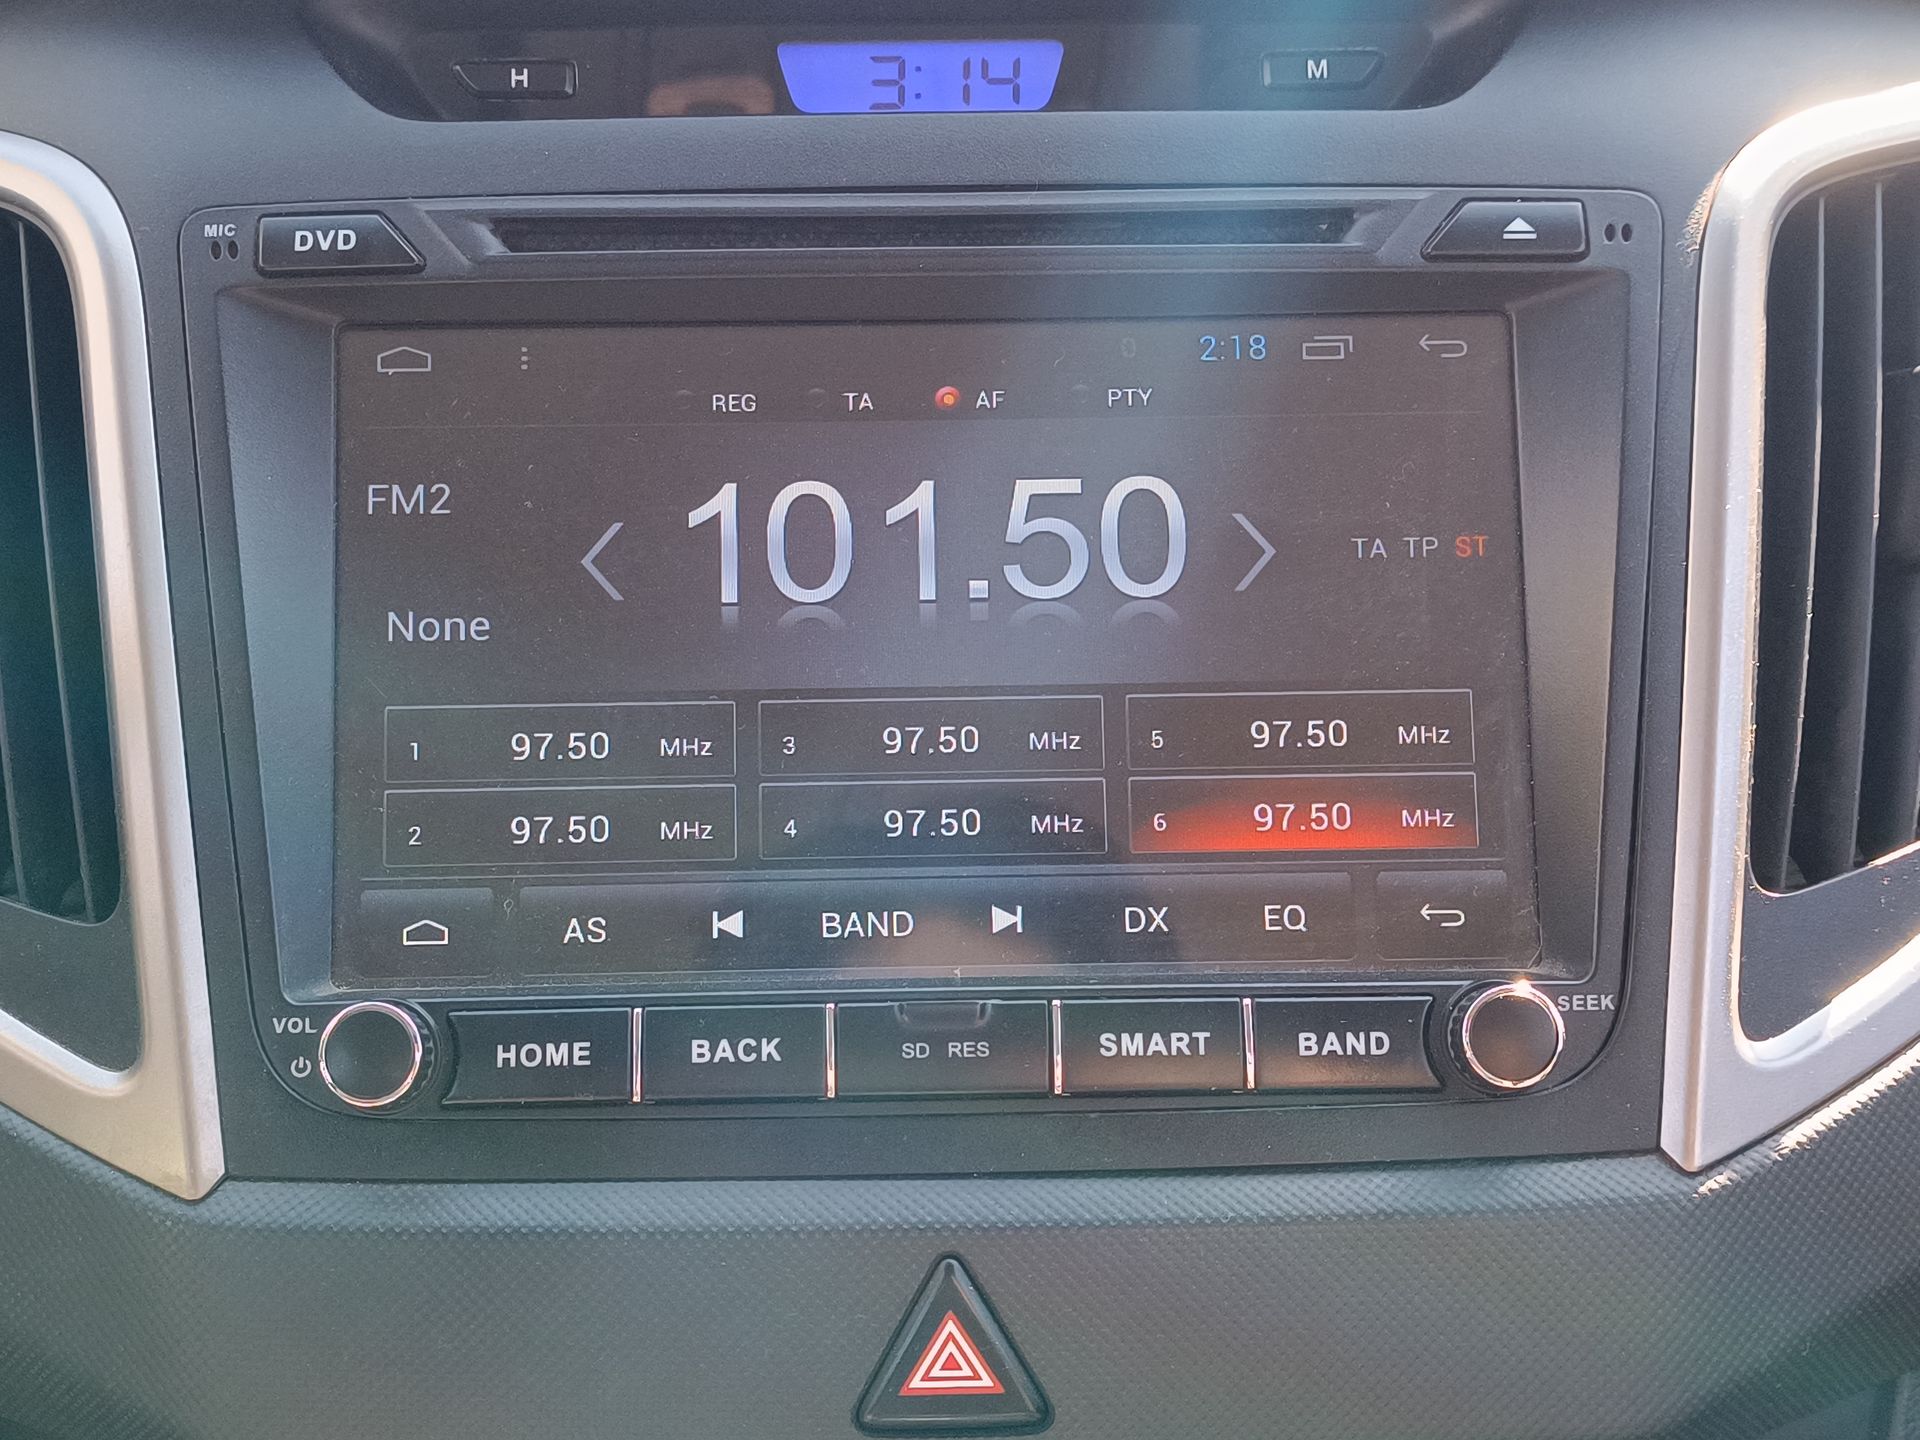 H 3:14 M
MIC DVD
2:18
REG TA AF PTY
FM2 101.50 TA TP ST
None
1 97.50 MHz 3 97.50 MHz 5 97.50 MHz
2 97.50 MHz 4 97.50 MHz 6 97.50 MHz
AS BAND DX EQ
VOL HOME BACK SD RES SMART BAND SEEK